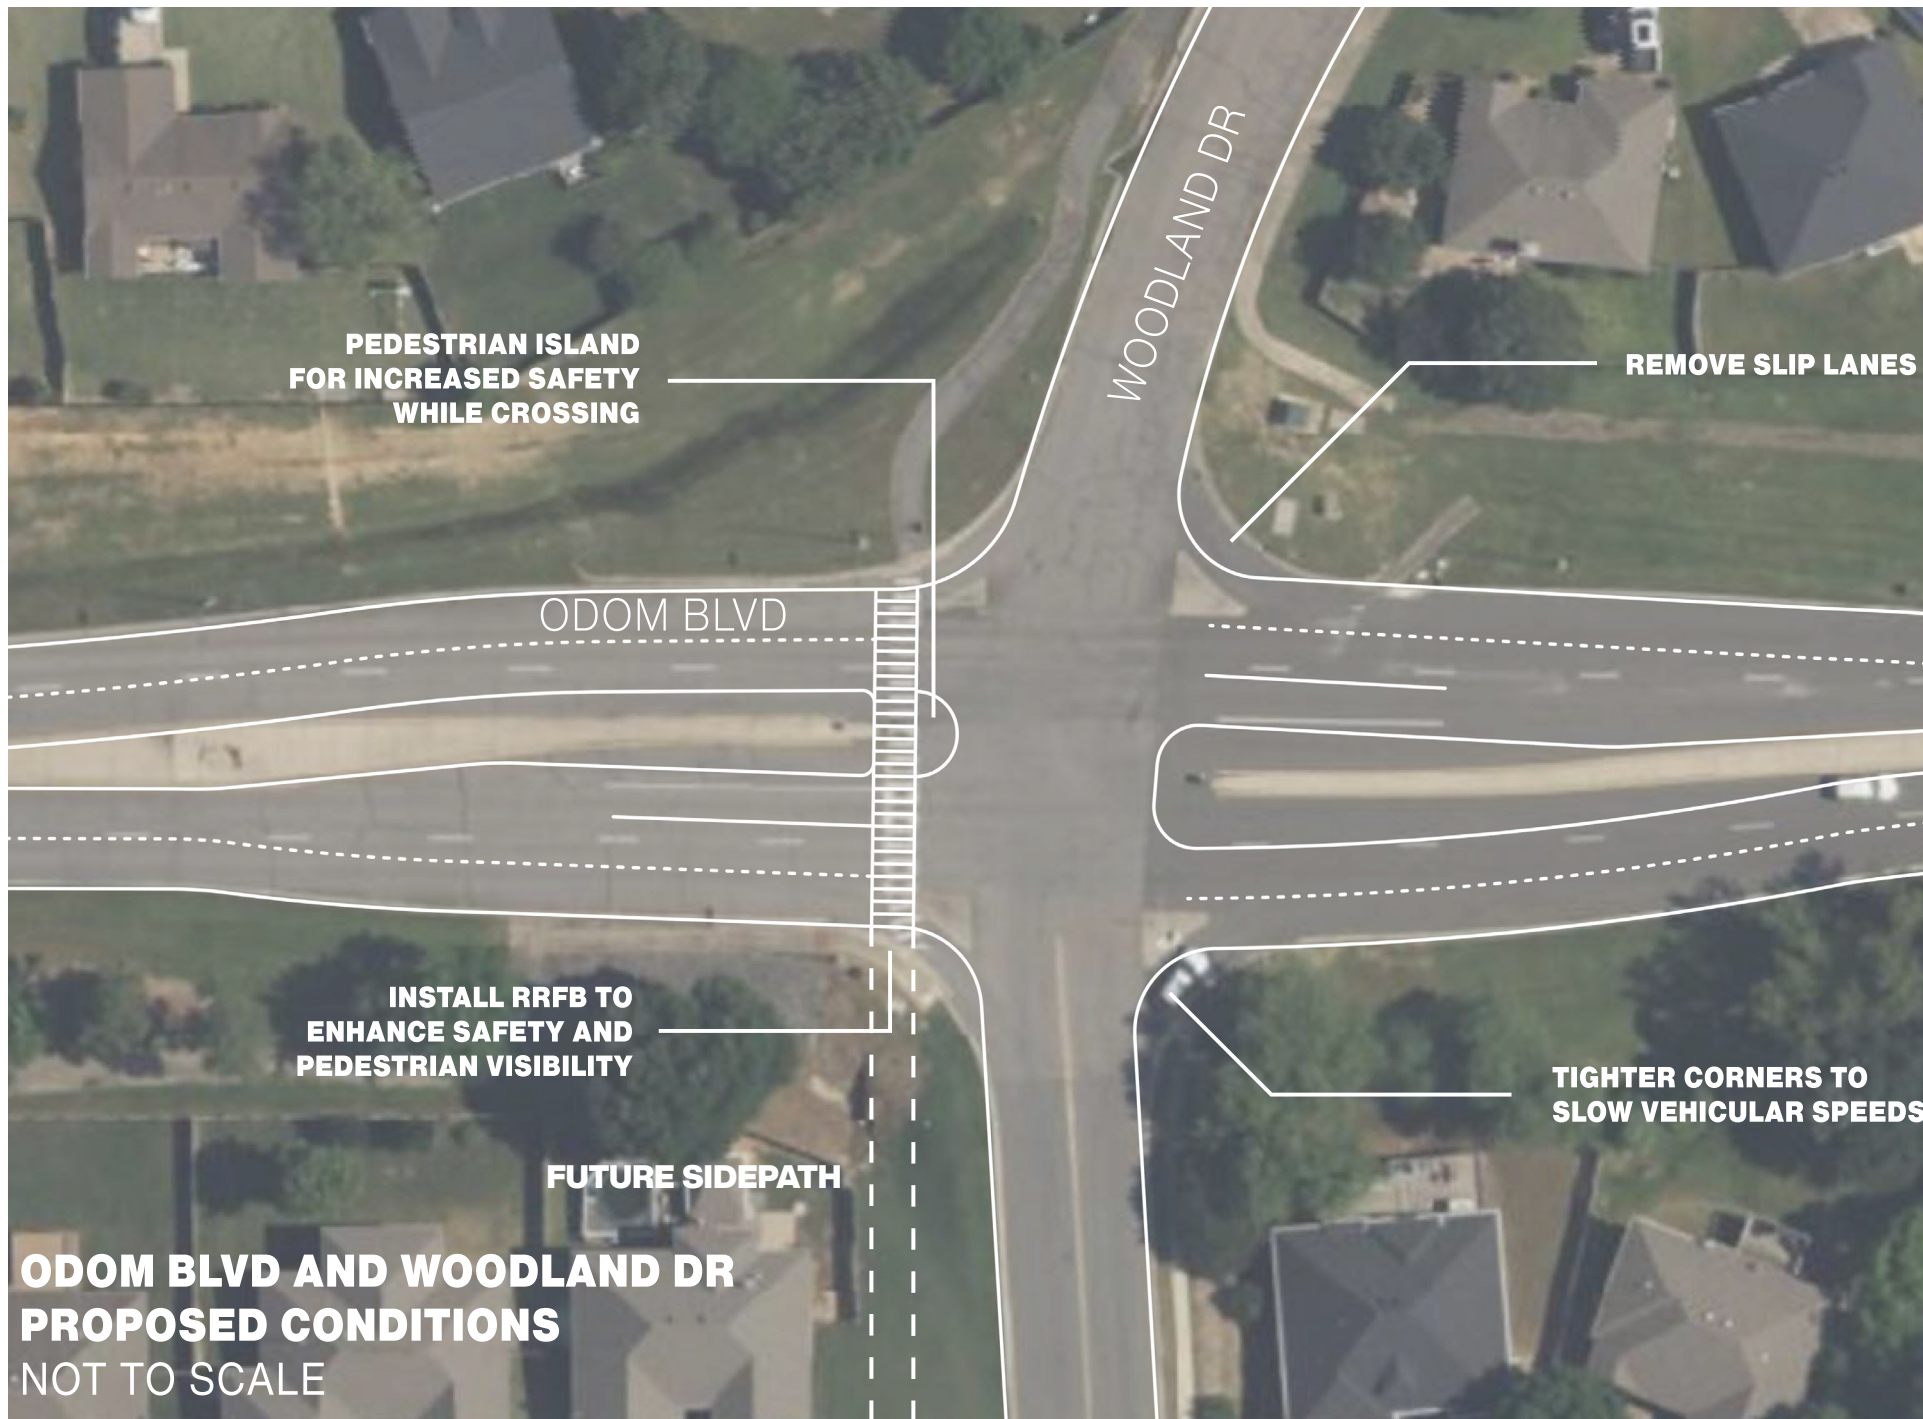 WOODLAND DR
PEDESTRIAN ISLAND
FOR INCREASED SAFETY
WHILE CROSSING
REMOVE SLIP LANES
ODOM BLVD
INSTALL RRFB TO
ENHANCE SAFETY AND
PEDESTRIAN VISIBILITY
TIGHTER CORNERS TO
SLOW VEHICULAR SPEEDS
FUTURE SIDEPATH
ODOM BLVD AND WOODLAND DR
PROPOSED CONDITIONS
NOT TO SCALE